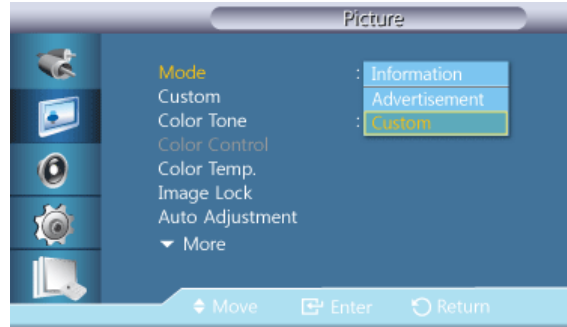 Picture
Mode : Information
Custom Advertisement
Color Tone : Custom
Color Control
Color Temp.
Image Lock
Auto Adjustment
More
Move Enter Return